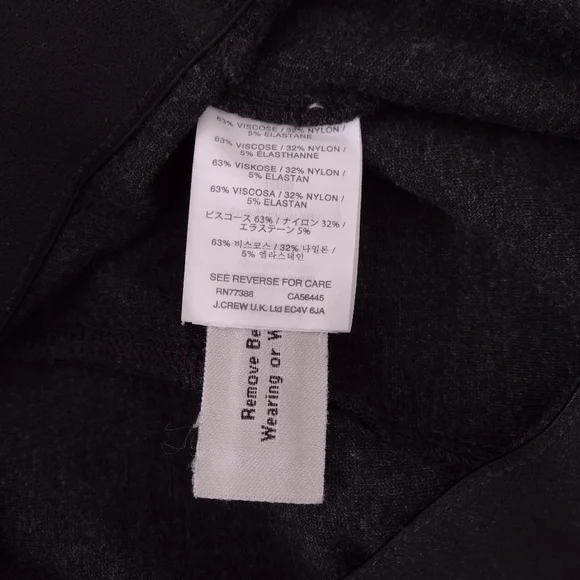 63% VISCOSE / 32% NYLON /
5% ELASTANE
63% VISCOSE / 32% NYLON /
5% ÉLASTHANNE
63% VISKOSE / 32% NYLON /
5% ELASTAN
63% VISCOSA / 32% NYLON /
5% ELASTAN
ビスコース 63% / ナイロン 32% /
エラステーン 5%
63% 비스코스 / 32% 나일론 /
5% 엘라스테인
SEE REVERSE FOR CARE
RN77388 CA56445
J.CREW U.K. Ltd EC4V 6JA
Remove Be
Wearing or W